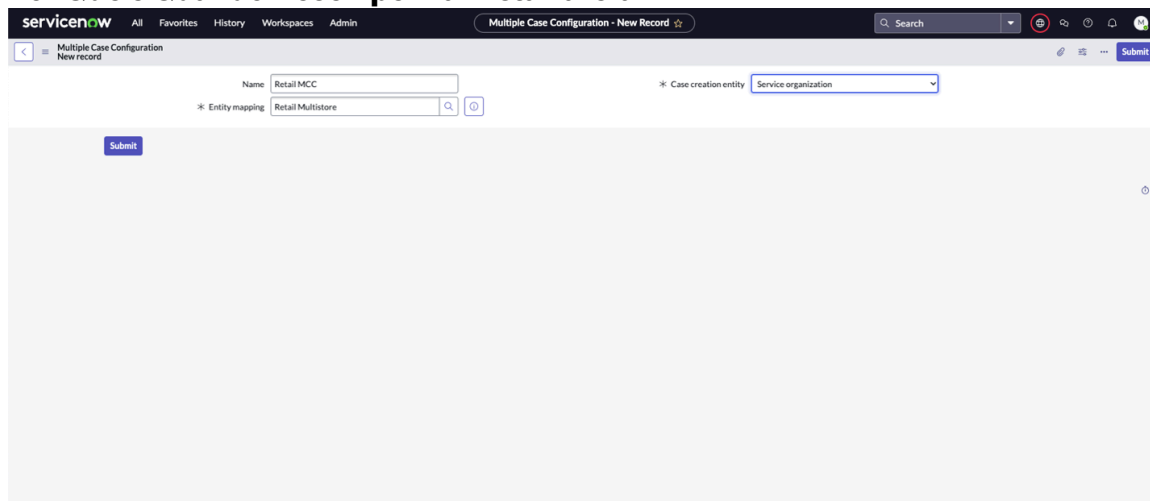 servicenow All Favorites History Workspaces Admin Multiple Case Configuration - New Record Search M
Multiple Case Configuration
New record
Submit
Name Retail MCC
* Case creation entity Service organization
* Entity mapping Retail Multistore
Submit